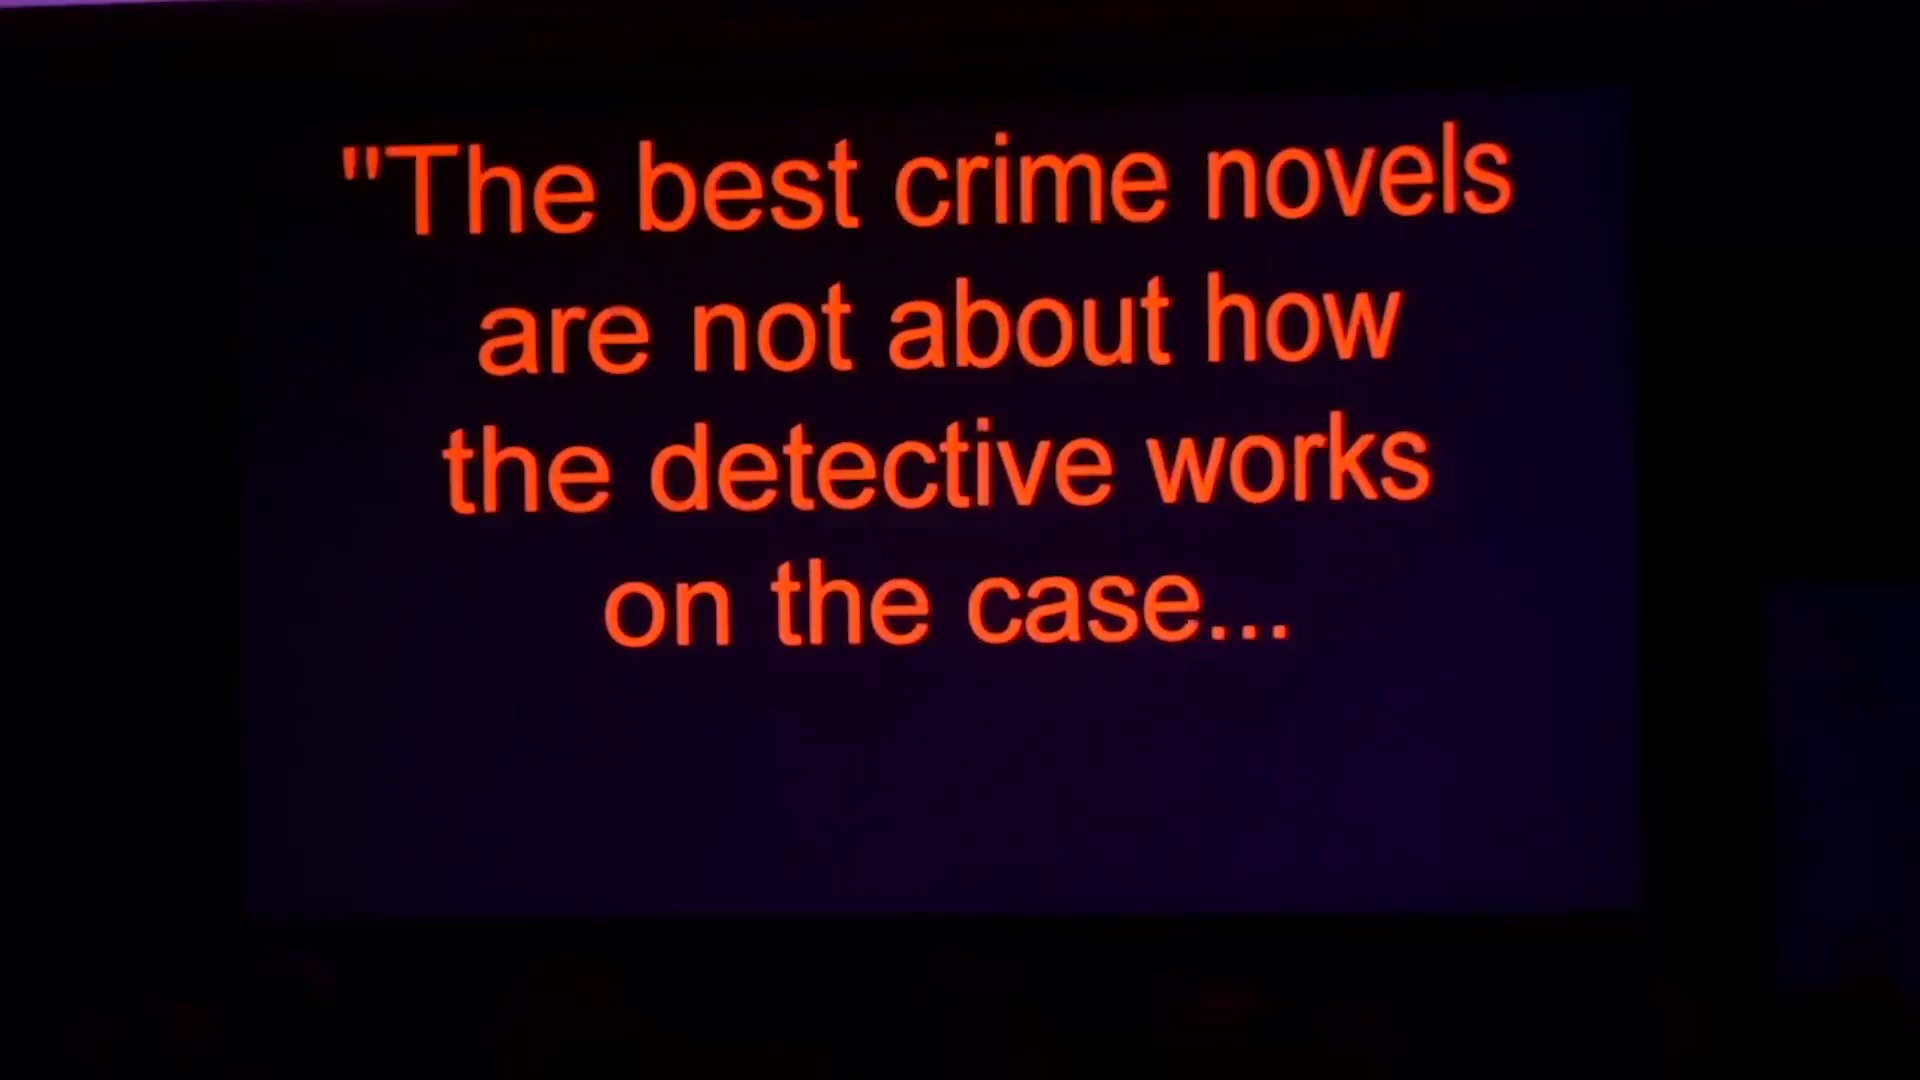 "The best crime novels
are not about how
the detective works
on the case...